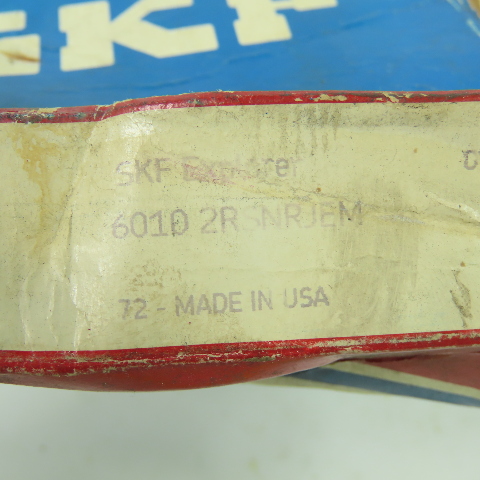 SKF
SKF Explorer
6010 2RSNRJEM
72 - MADE IN USA